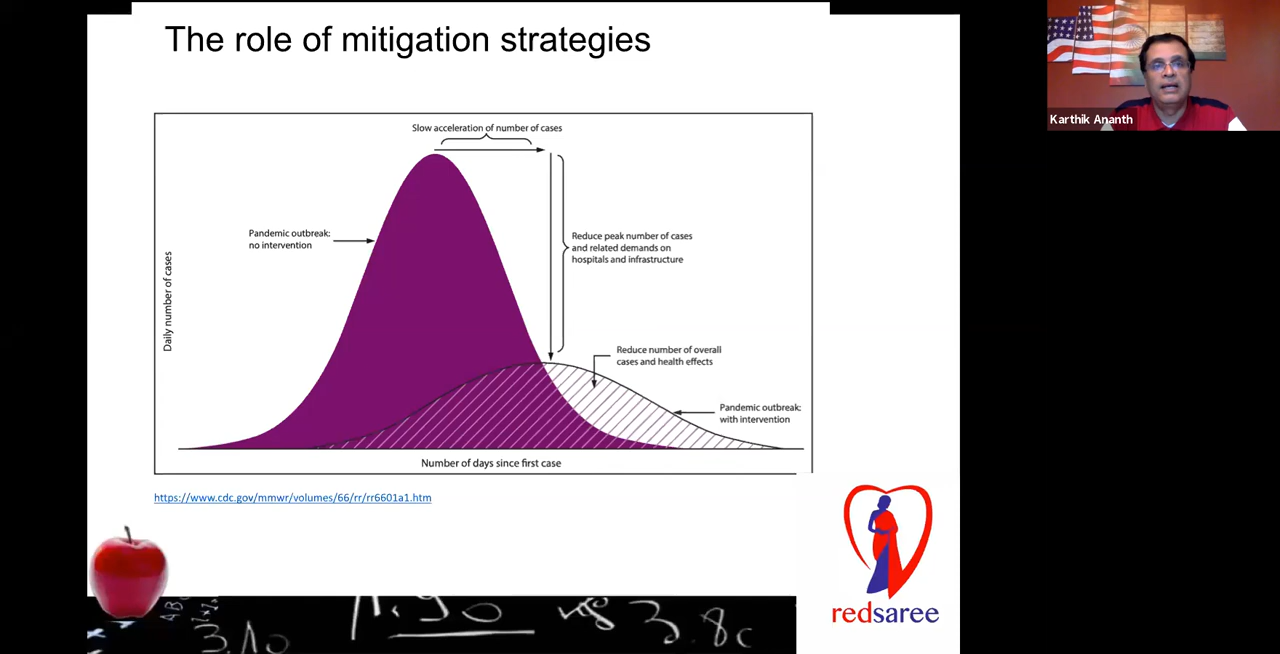 The role of mitigation strategies
Karthik Ananth
Slow acceleration of number of cases
Pandemic outbreak:
no intervention
Reduce peak number of cases
and related demands on
hospitals and infrastructure
Daily number of cases
Reduce number of overall
cases and health effects
Pandemic outbreak:
with intervention
Number of days since first case
https://www.cdc.gov/mmwr/volumes/66/rr/rr6601a1.htm
redsaree